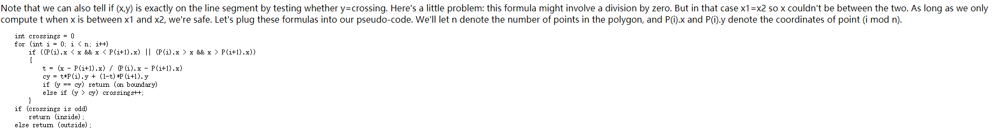 Note that we can also tell if (x,y) is exactly on the line segment by testing whether y=crossing. Here's a little problem: this formula might involve a division by zero. But in that case x1=x2 so x couldn't be between the two. As long as we only
compute t when x is between x1 and x2, we're safe. Let's plug these formulas into our pseudo-code. We'll let n denote the number of points in the polygon, and P(i).x and P(i).y denote the coordinates of point (i mod n).
int crossings = 0
for (int i = 0; i < n; i++)
if ((P(i).x < x && x < P(i+1).x) || (P(i).x > x && x > P(i+1).x))
{
t = (x - P(i+1).x) / (P(i).x - P(i+1).x)
cy = t*P(i).y + (1-t)*P(i+1).y
if (y == cy) return (on boundary)
else if (y > cy) crossings++;
}
if (crossings is odd)
return (inside);
else return (outside);